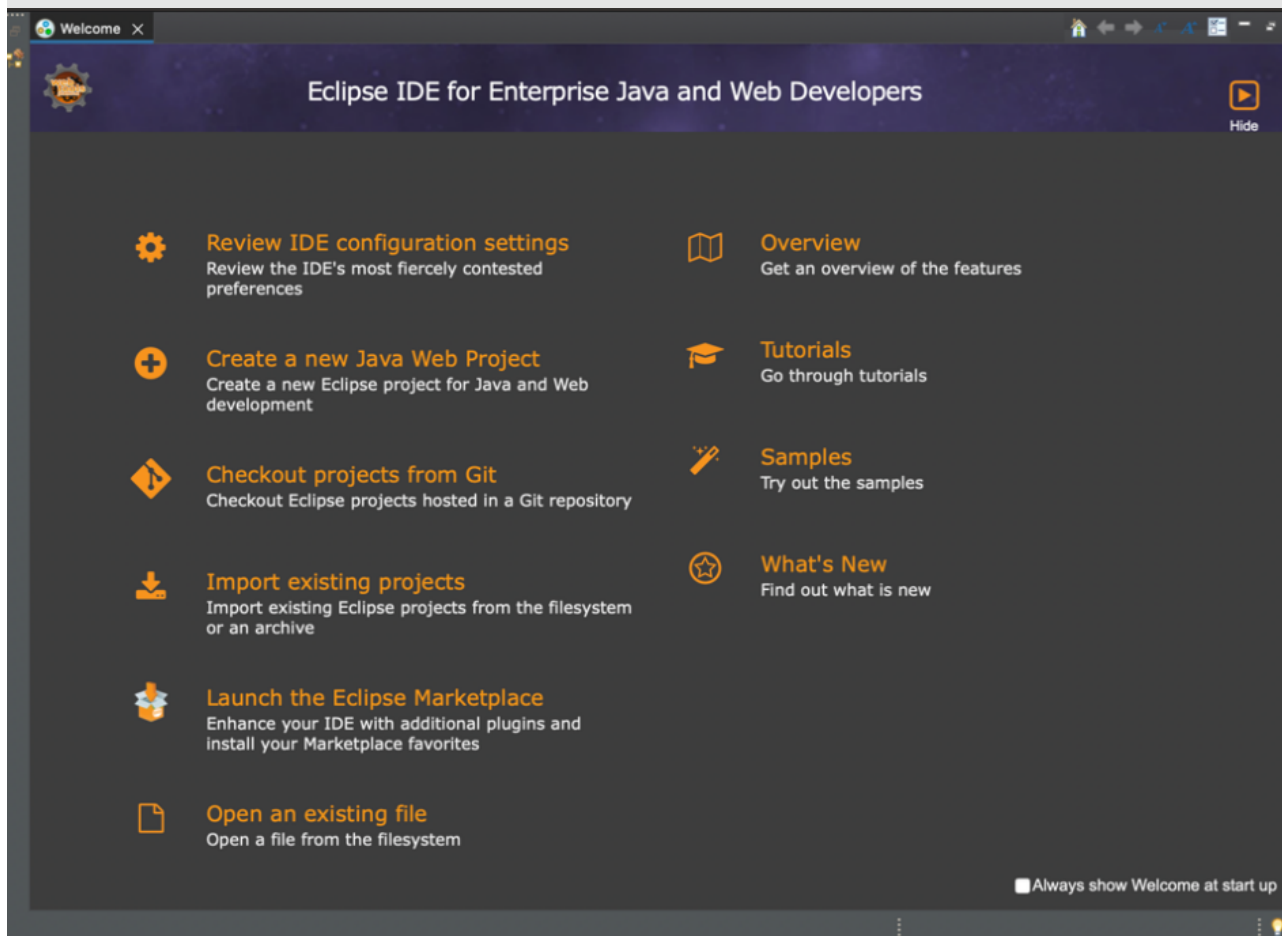 Welcome
Eclipse IDE for Enterprise Java and Web Developers
Hide
Review IDE configuration settings
Review the IDE's most fiercely contested
preferences
Create a new Java Web Project
Create a new Eclipse project for Java and Web
development
Checkout projects from Git
Checkout Eclipse projects hosted in a Git repository
Import existing projects
Import existing Eclipse projects from the filesystem
or an archive
Launch the Eclipse Marketplace
Enhance your IDE with additional plugins and
install your Marketplace favorites
Open an existing file
Open a file from the filesystem
Overview
Get an overview of the features
Tutorials
Go through tutorials
Samples
Try out the samples
What's New
Find out what is new
Always show Welcome at start up